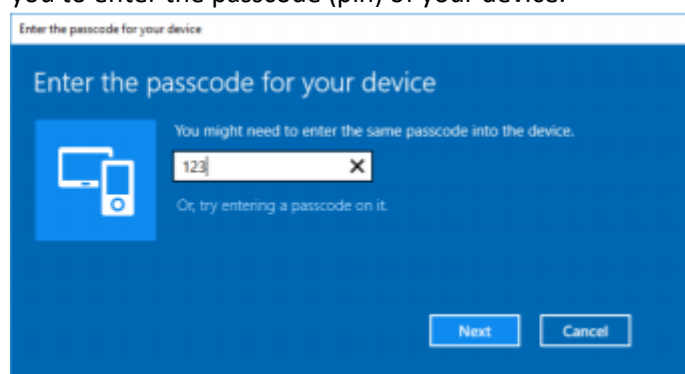 you to enter the passcode (pin) of your device.
Enter the passcode for your device
Enter the passcode for your device
You might need to enter the same passcode into the device.
123
Or, try entering a passcode on it.
Next
Cancel